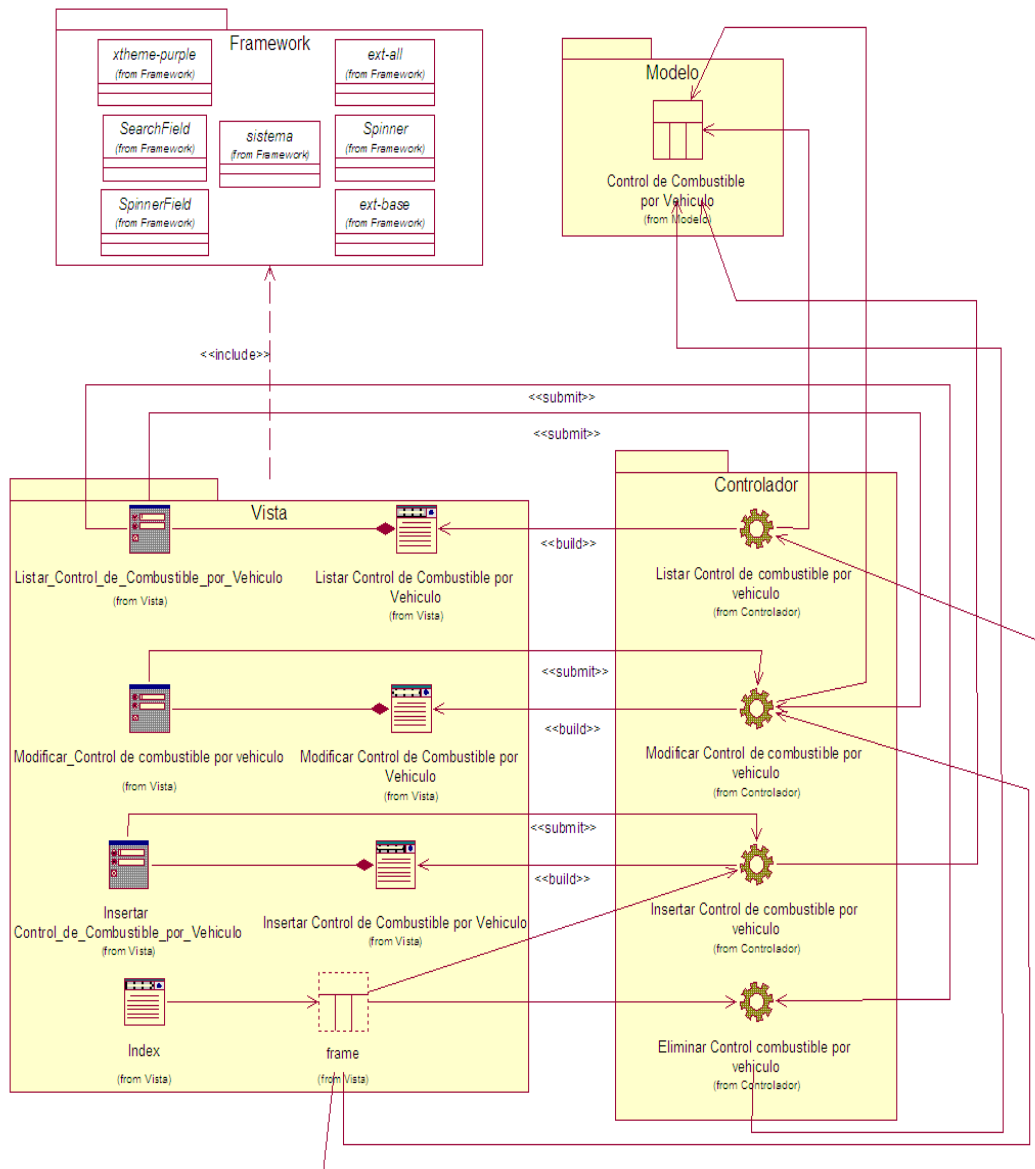 Framework
xtheme-purple
(from Framework)
ext-all
(from Framework)
SearchField
(from Framework)
sistema
(from Framework)
Spinner
(from Framework)
SpinnerField
(from Framework)
ext-base
(from Framework)
Modelo
Control de Combustible
por Vehiculo
(from Modelo)
<<include>>
<<submit>>
<<submit>>
Vista
Controlador
Listar_Control_de_Combustible_por_Vehiculo
(from Vista)
Listar Control de Combustible por
Vehiculo
(from Vista)
<<build>>
Listar Control de combustible por
vehiculo
(from Controlador)
<<submit>>
<<build>>
Modificar_Control de combustible por vehiculo
(from Vista)
Modificar Control de Combustible por
Vehiculo
(from Vista)
Modificar Control de combustible por
vehiculo
(from Controlador)
<<submit>>
<<build>>
Insertar
Control_de_Combustible_por_Vehiculo
(from Vista)
Insertar Control de Combustible por Vehiculo
(from Vista)
Insertar Control de combustible por
vehiculo
(from Controlador)
Index
(from Vista)
frame
(from Vista)
Eliminar Control combustible por
vehiculo
(from Controlador)